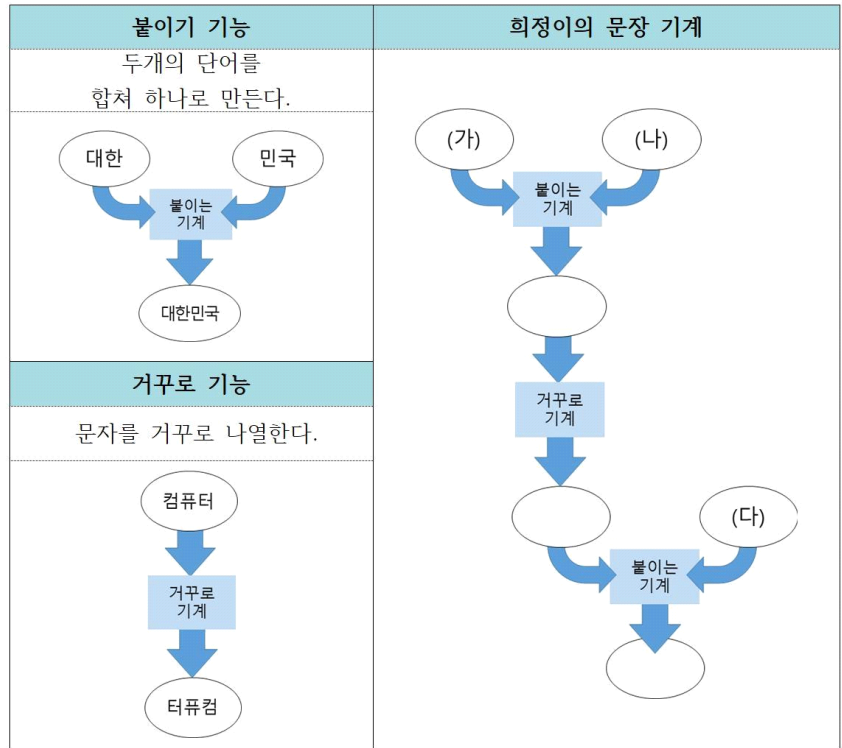 붙이기 기능
두개의 단어를
합쳐 하나로 만든다.
대한
민국
붙이는
기계
대한민국
거꾸로 기능
문자를 거꾸로 나열한다.
컴퓨터
거꾸로
기계
터퓨컴
희정이의 문장 기계
(가)
(나)
붙이는
기계
거꾸로
기계
(다)
붙이는
기계